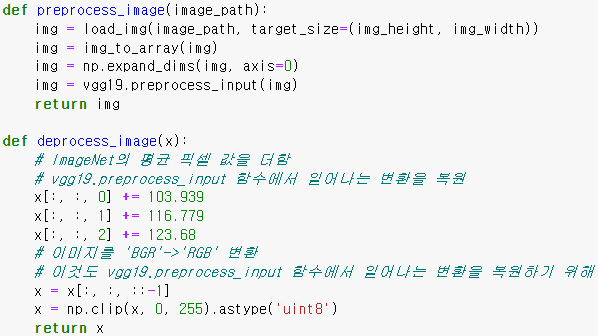 def preprocess_image(image_path):
    img = load_img(image_path, target_size=(img_height, img_width))
    img = img_to_array(img)
    img = np.expand_dims(img, axis=0)
    img = vgg19.preprocess_input(img)
    return img

def deprocess_image(x):
    # ImageNet의 평균 픽셀 값을 더함
    # vgg19.preprocess_input 함수에서 일어나는 변환을 복원
    x[:, :, 0] += 103.939
    x[:, :, 1] += 116.779
    x[:, :, 2] += 123.68
    # 이미지를 'BGR'->'RGB' 변환
    # 이것도 vgg19.preprocess_input 함수에서 일어나는 변환을 복원하기 위해
    x = x[:, :, ::-1]
    x = np.clip(x, 0, 255).astype('uint8')
    return x